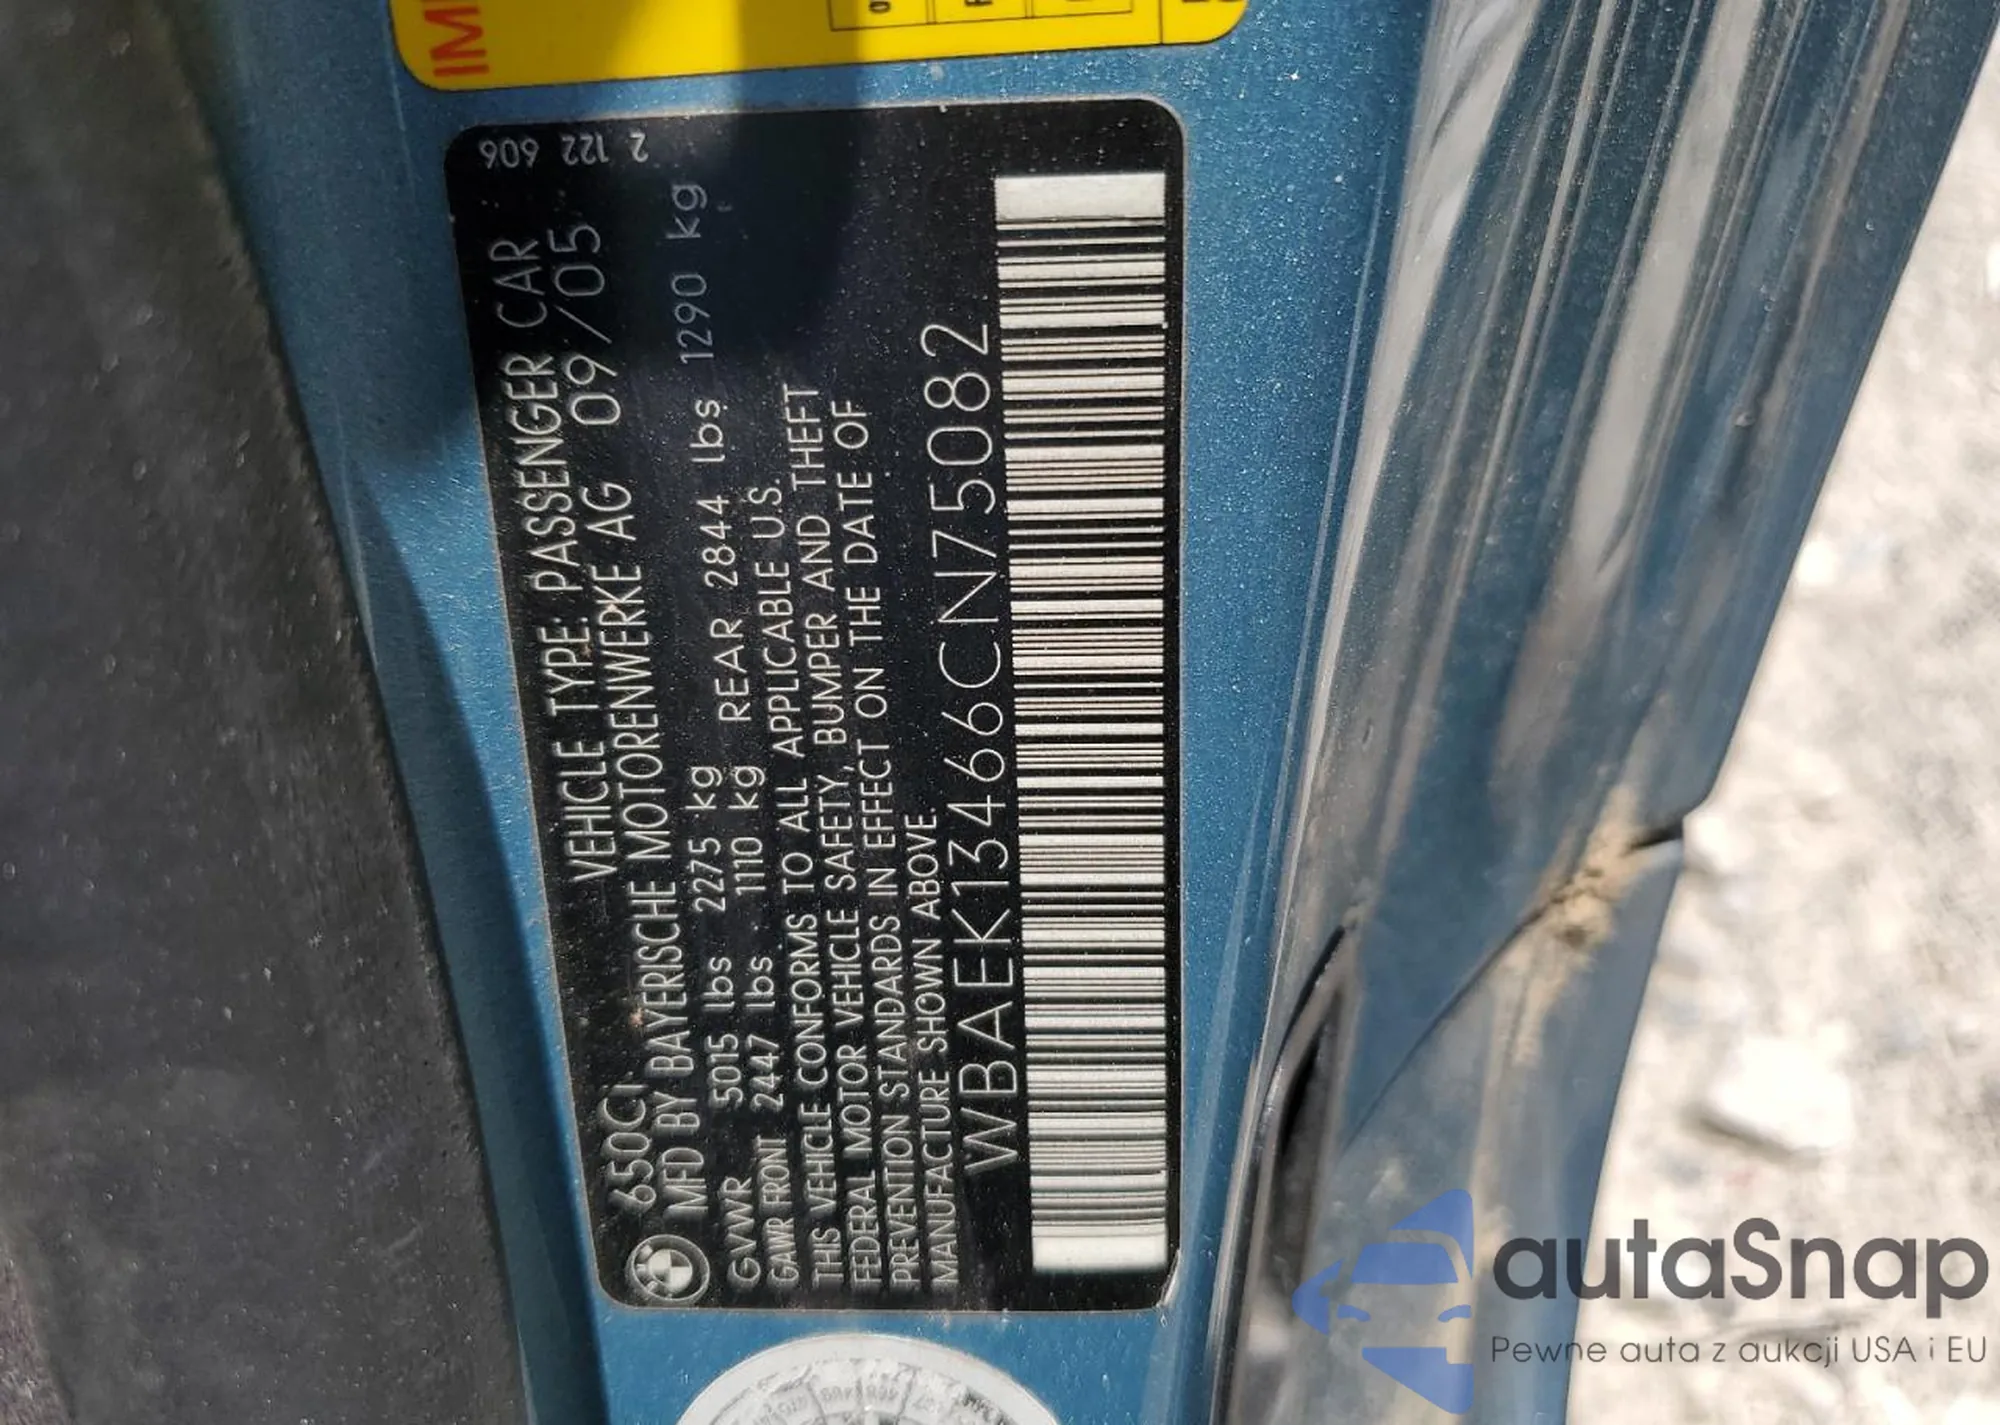 IM
650CI VEHICLE TYPE: PASSENGER CAR
MFD BY BAYERISCHE MOTORENWERKE AG 09/05
GVWR 5015 lbs 2275 kg
GAWR FRONT 2447 lbs 1110 kg REAR 2844 lbs 1290 kg
THIS VEHICLE CONFORMS TO ALL APPLICABLE U.S.
FEDERAL MOTOR VEHICLE SAFETY, BUMPER AND THEFT
PREVENTION STANDARDS IN EFFECT ON THE DATE OF
MANUFACTURE SHOWN ABOVE.
WBAEK13466CN75082
2 122 606
autaSnap
Pewne auta z aukcji USA i EU